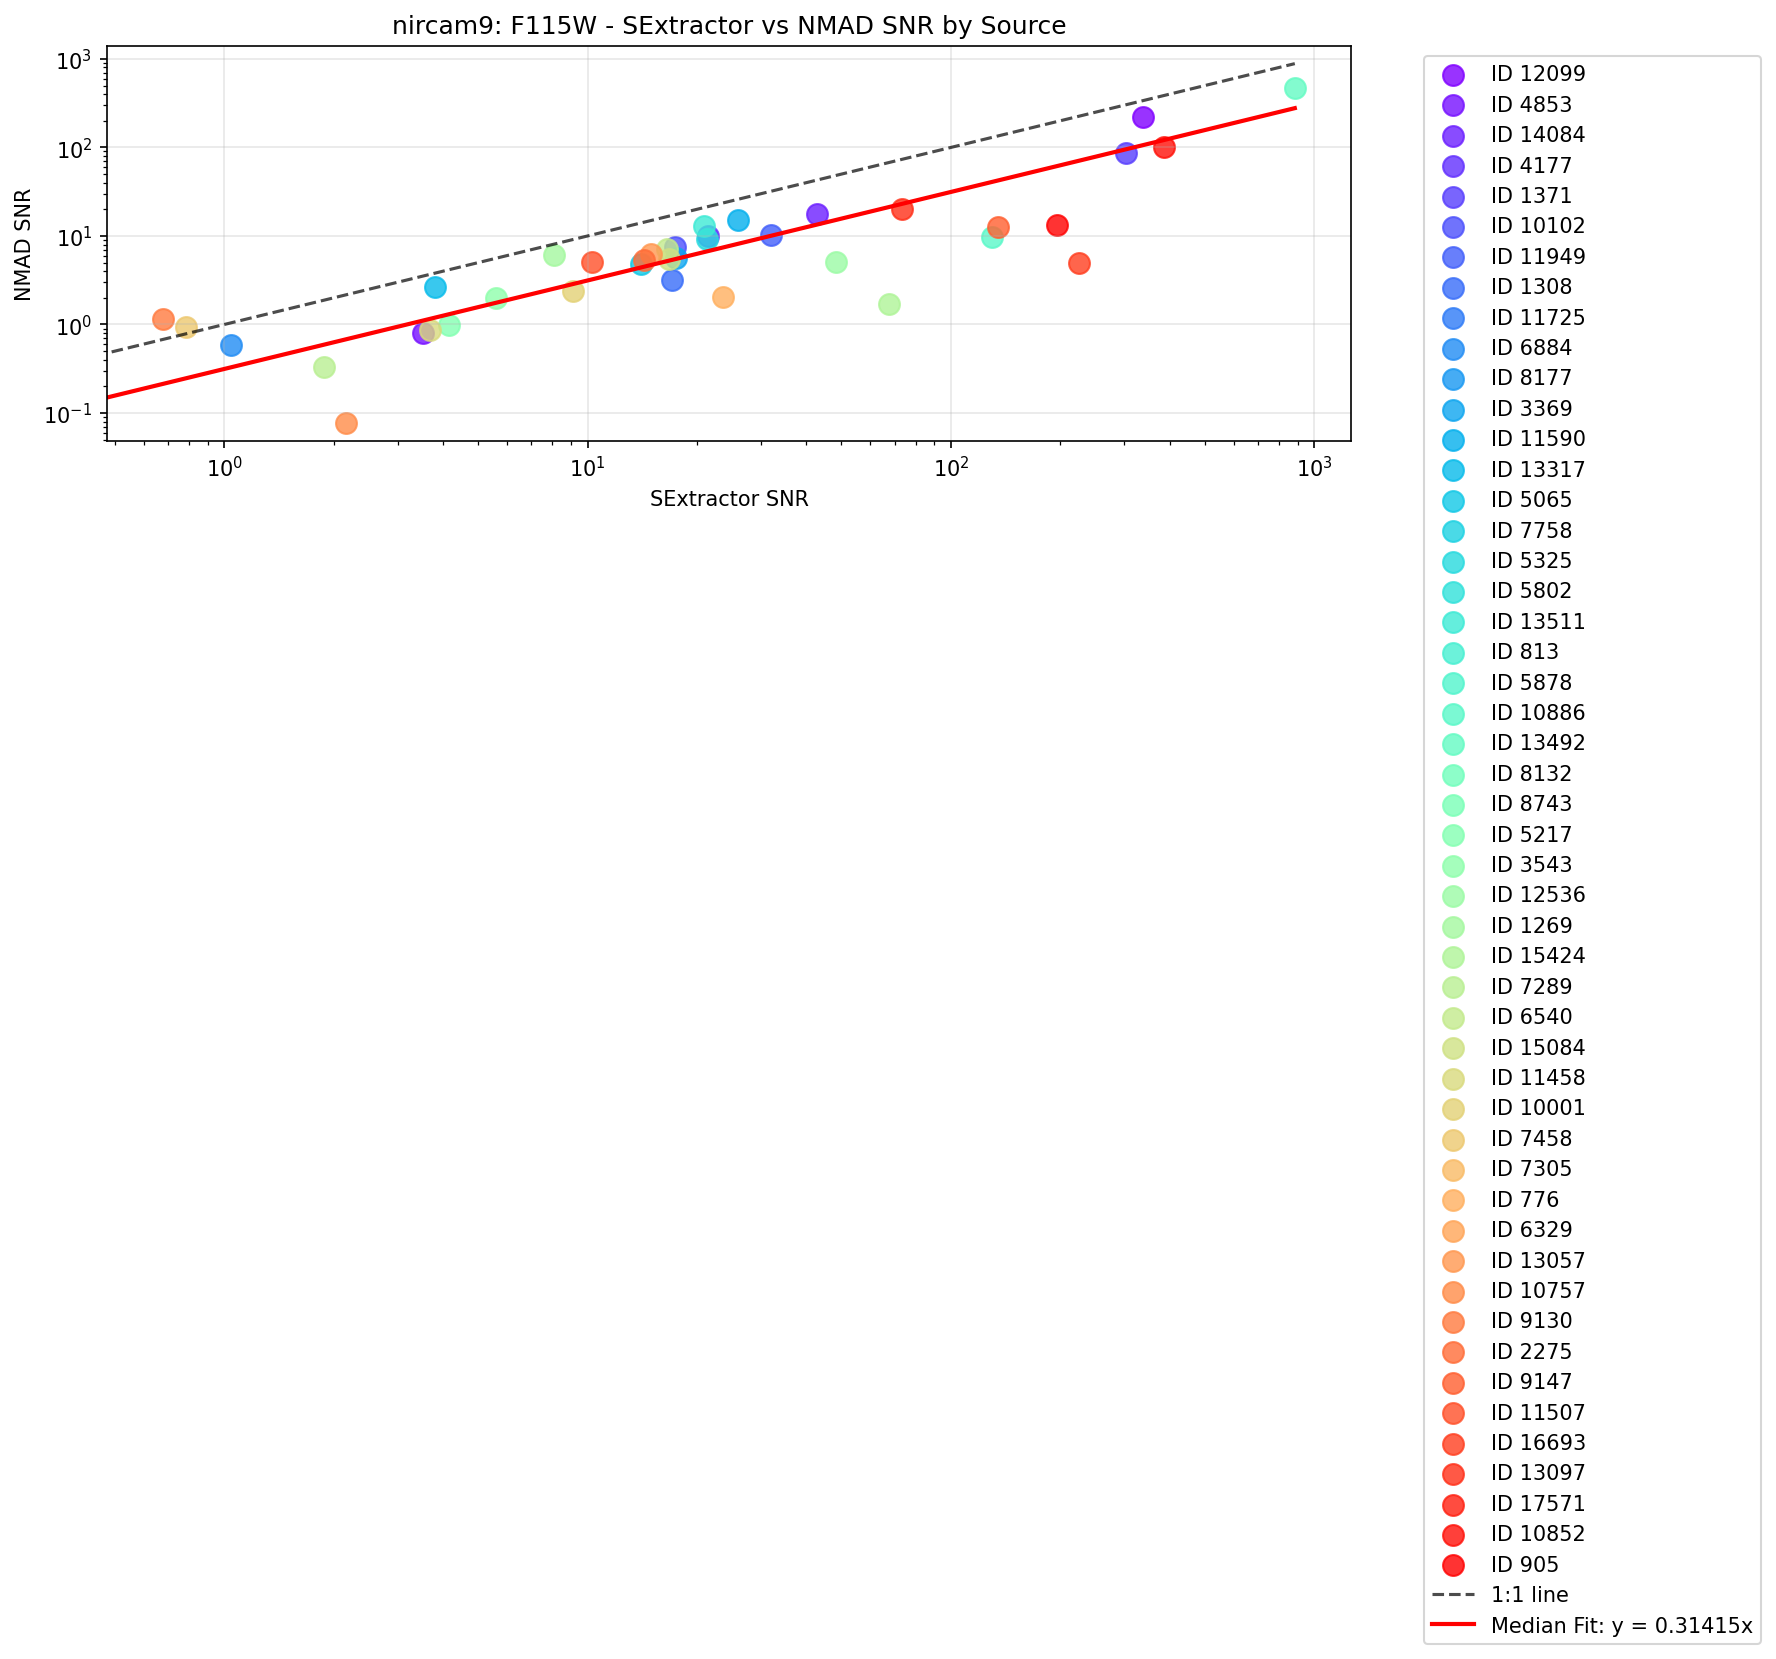 nircam9: F115W - SExtractor vs NMAD SNR by Source
NMAD SNR
10³
10²
10¹
10⁰
10⁻¹
10⁰ 10¹ 10² 10³
SExtractor SNR
ID 12099
ID 4853
ID 14084
ID 4177
ID 1371
ID 10102
ID 11949
ID 1308
ID 11725
ID 6884
ID 8177
ID 3369
ID 11590
ID 13317
ID 5065
ID 7758
ID 5325
ID 5802
ID 13511
ID 813
ID 5878
ID 10886
ID 13492
ID 8132
ID 8743
ID 5217
ID 3543
ID 12536
ID 1269
ID 15424
ID 7289
ID 6540
ID 15084
ID 11458
ID 10001
ID 7458
ID 7305
ID 776
ID 6329
ID 13057
ID 10757
ID 9130
ID 2275
ID 9147
ID 11507
ID 16693
ID 13097
ID 17571
ID 10852
ID 905
1:1 line
Median Fit: y = 0.31415x